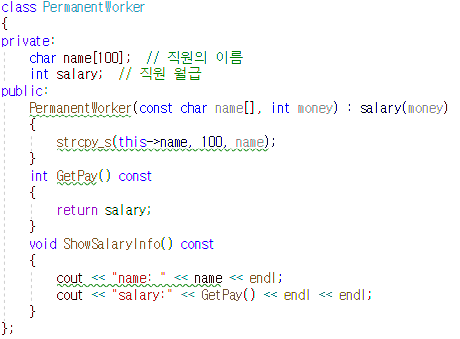 class PermanentWorker
{
private:
char name[100];  // 직원의 이름
int salary;  // 직원 월급
public:
PermanentWorker(const char name[], int money) : salary(money)
{
strcpy_s(this->name, 100, name);
}
int GetPay() const
{
return salary;
}
void ShowSalaryInfo() const
{
cout << "name: " << name << endl;
cout << "salary:" << GetPay() << endl << endl;
}
};